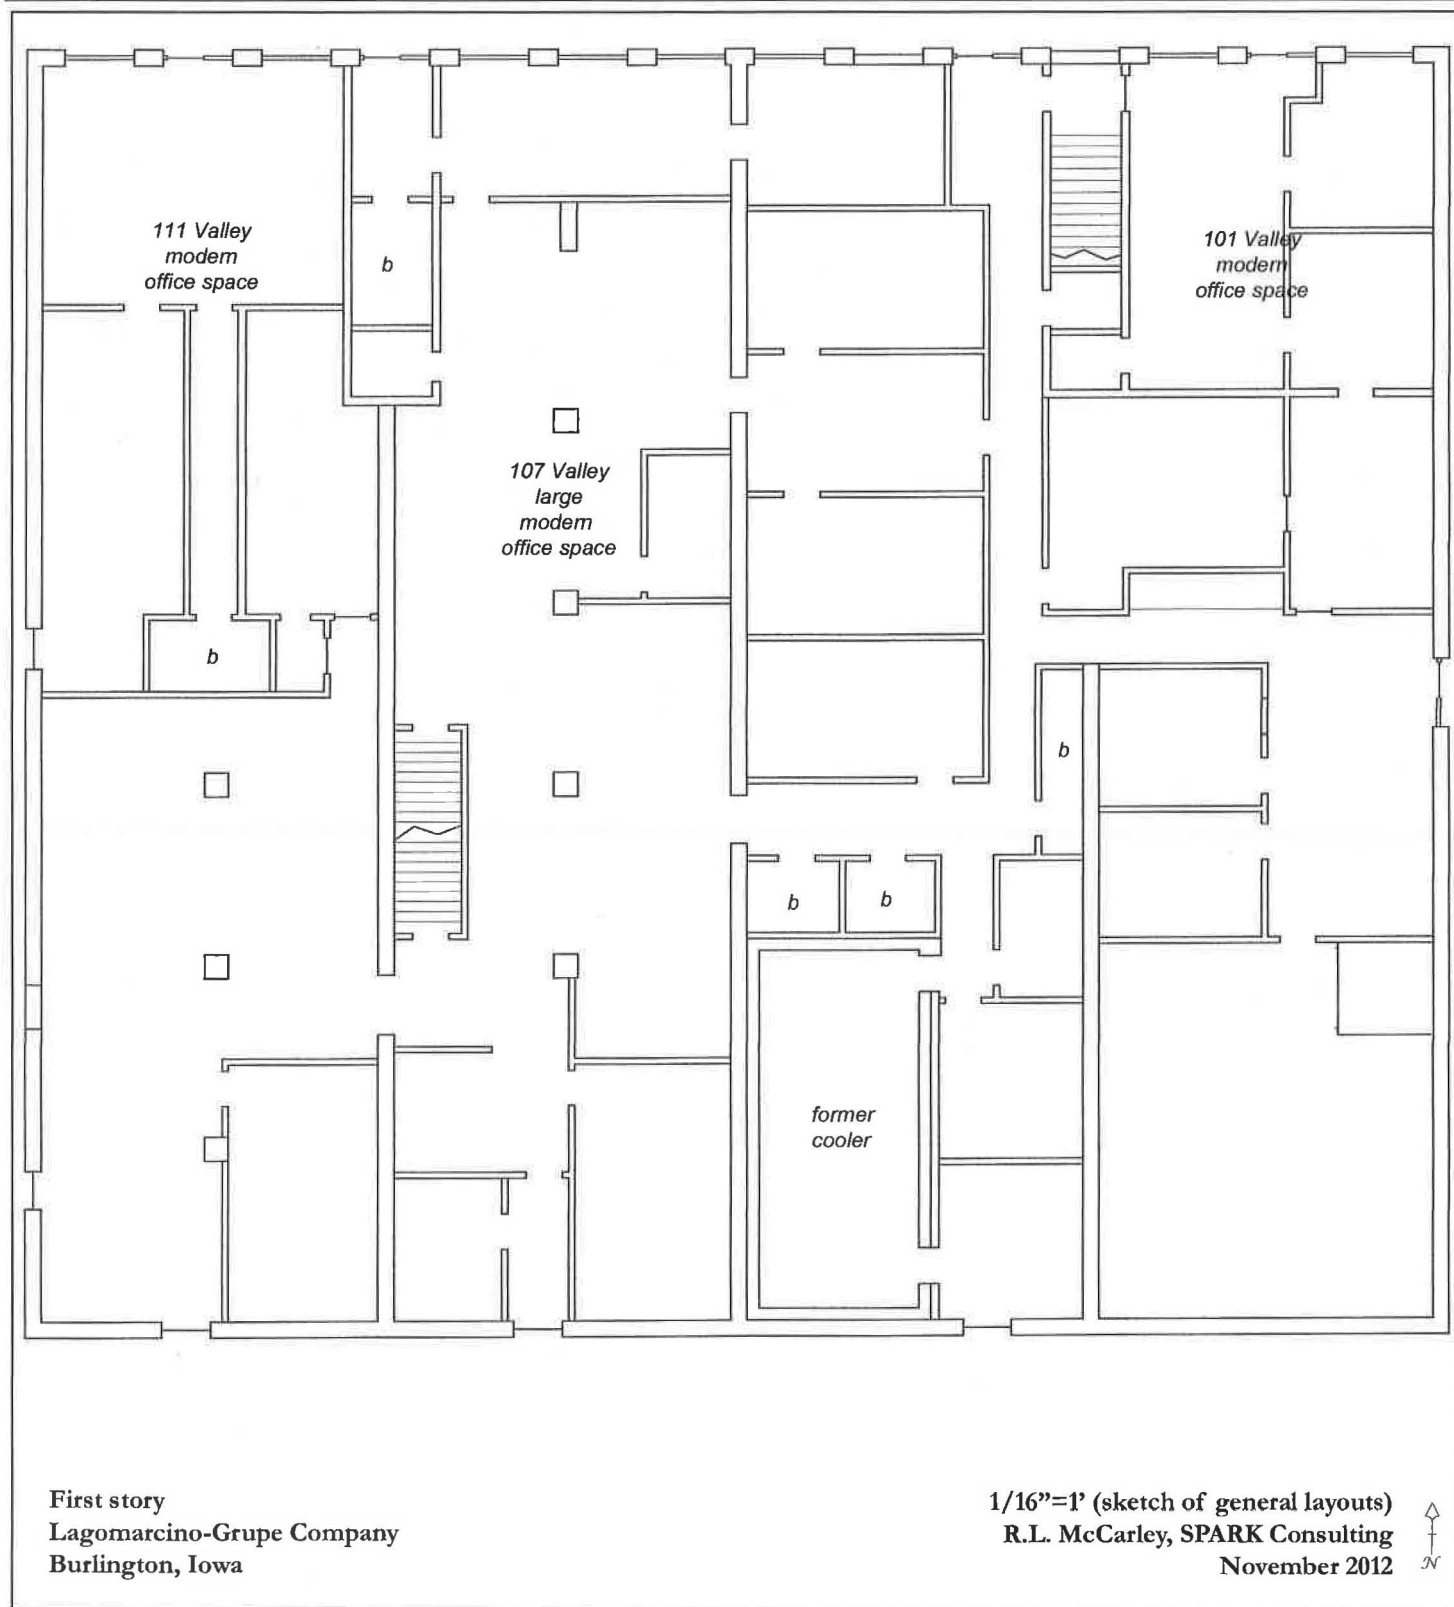 111 Valley
modern
office space
b
101 Valley
modern
office space
107 Valley
large
modern
office space
b
b
b
b
former
cooler
First story
Lagomarcino-Grupe Company
Burlington, Iowa
1/16”=1’ (sketch of general layouts)
R.L. McCarley, SPARK Consulting
November 2012
N